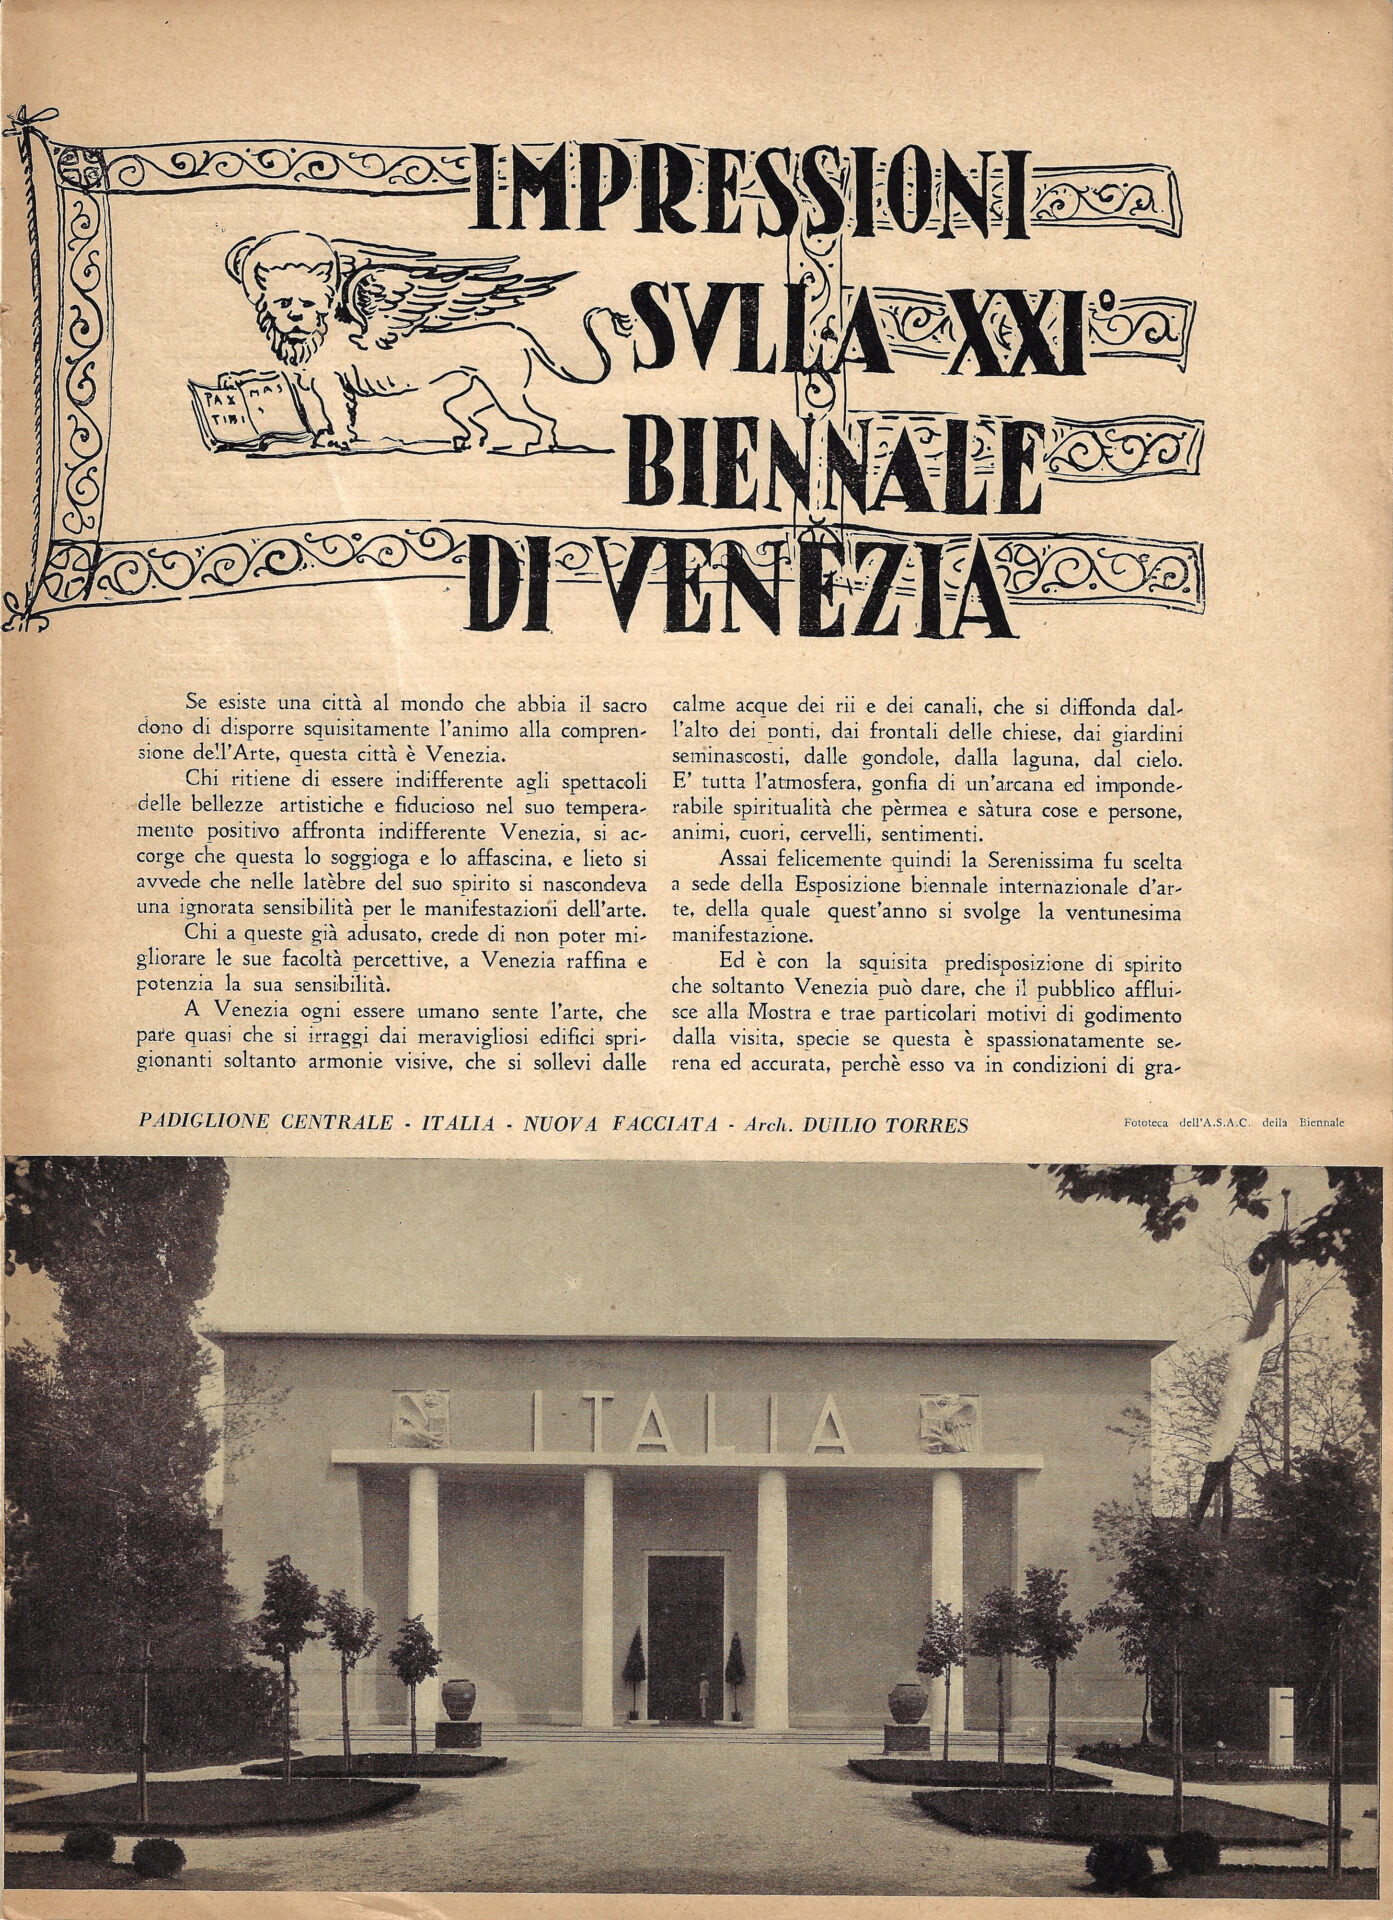 IMPRESSIONI
SVLLA XXIº
BIENNALE
DI VENEZIA
PAX
TIBI
MAR
Se esiste una città al mondo che abbia il sacro
dono di disporre squisitamente l'animo alla compren-
sione dell'Arte, questa città è Venezia.
Chi ritiene di essere indifferente agli spettacoli
delle bellezze artistiche e fiducioso nel suo tempera-
mento positivo affronta indifferente Venezia, si ac-
corge che questa lo soggioga e lo affascina, e lieto si
avvede che nelle latèbre del suo spirito si nascondeva
una ignorata sensibilità per le manifestazioni dell'arte.
Chi a queste già adusato, crede di non poter mi-
gliorare le sue facoltà percettive, a Venezia raffina e
potenzia la sua sensibilità.
A Venezia ogni essere umano sente l'arte, che
pare quasi che si irraggi dai meravigliosi edifici spri-
gionanti soltanto armonie visive, che si sollevi dalle
calme acque dei rii e dei canali, che si diffonda dal-
l'alto dei ponti, dai frontali delle chiese, dai giardini
seminascosti, dalle gondole, dalla laguna, dal cielo.
E' tutta l'atmosfera, gonfia di un'arcana ed imponde-
rabile spiritualità che pèrmea e sàtura cose e persone,
animi, cuori, cervelli, sentimenti.
Assai felicemente quindi la Serenissima fu scelta
a sede della Esposizione biennale internazionale d'ar-
te, della quale quest'anno si svolge la ventunesima
manifestazione.
Ed è con la squisita predisposizione di spirito
che soltanto Venezia può dare, che il pubblico afflui-
sce alla Mostra e trae particolari motivi di godimento
dalla visita, specie se questa è spassionatamente se-
rena ed accurata, perchè esso va in condizioni di gra-
PADIGLIONE CENTRALE - ITALIA - NUOVA FACCIATA - Arch. DUILIO TORRES
Fototeca dell'A.S.A.C. della Biennale
ITALIA